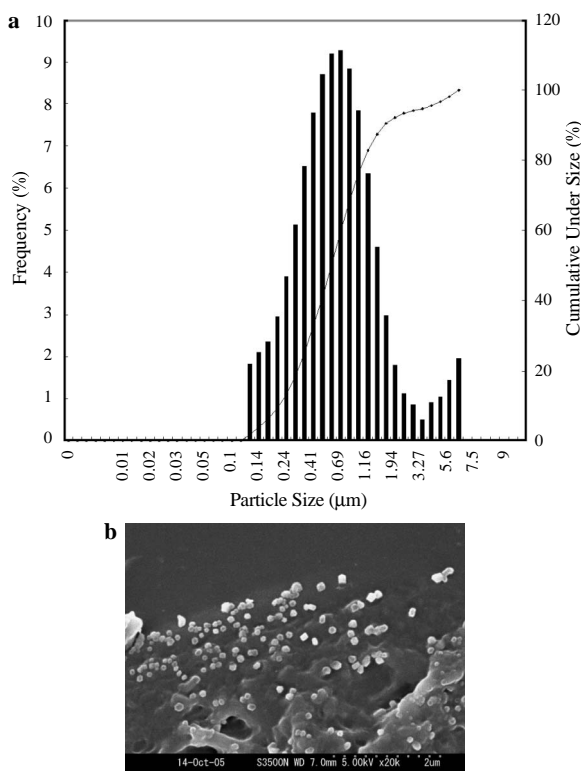 a
10
9
8
7
6
5
4
3
2
1
0
Frequency (%)
120
100
80
60
40
20
0
Cumulative Under Size (%)
0 0.01 0.02 0.03 0.05 0.1 0.14 0.24 0.41 0.69 1.16 1.94 3.27 5.6 7.5 9
Particle Size (μm)
b
14-Oct-05 S3500N WD 7.0mm 5.00kV x20k 2um